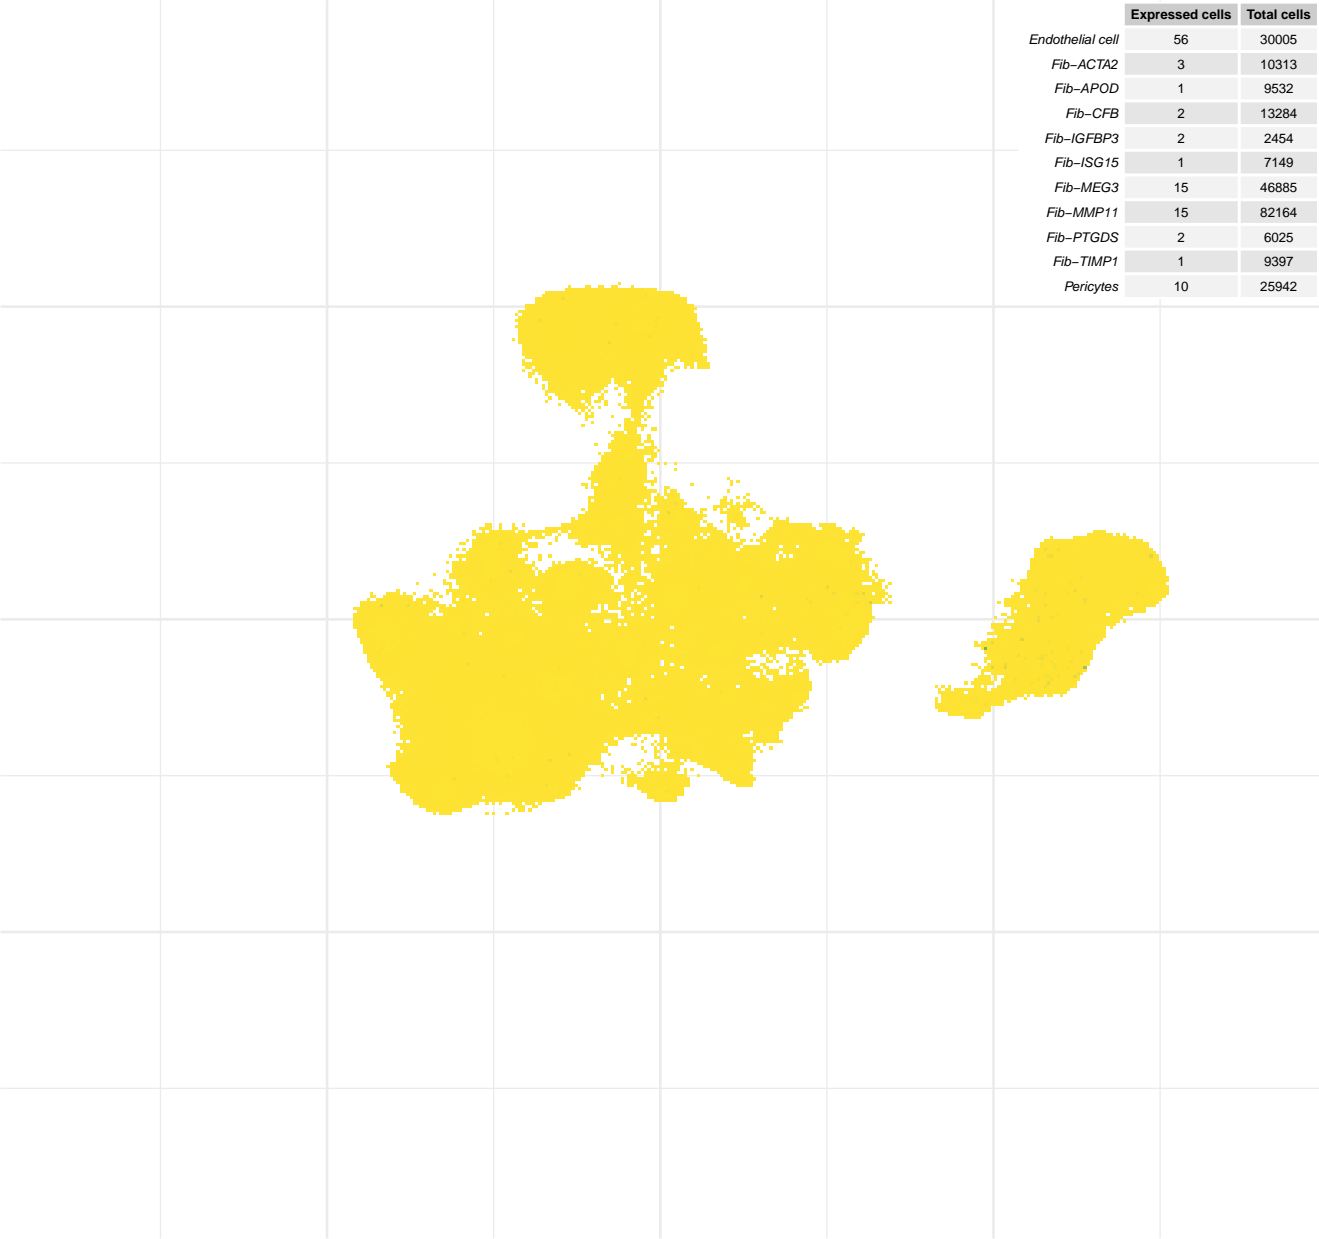 Expressed cells Total cells
Endothelial cell 56 30005
Fib−ACTA2 3 10313
Fib−APOD 1 9532
Fib−CFB 2 13284
Fib−IGFBP3 2 2454
Fib−ISG15 1 7149
Fib−MEG3 15 46885
Fib−MMP11 15 82164
Fib−PTGDS 2 6025
Fib−TIMP1 1 9397
Pericytes 10 25942